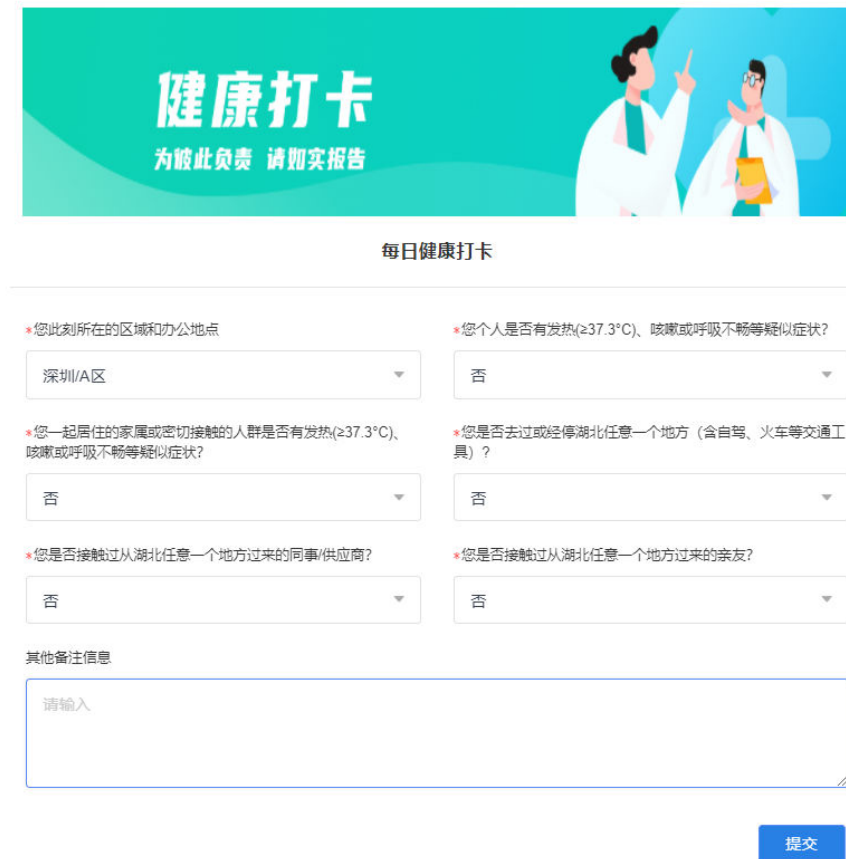 健康打卡
为彼此负责 请如实报告
每日健康打卡
*您此刻所在的区域和办公地点
深圳/A区
*您个人是否有发热(≥37.3°C)、咳嗽或呼吸不畅等疑似症状?
否
*您一起居住的家属或密切接触的人群是否有发热(≥37.3°C)、
咳嗽或呼吸不畅等疑似症状?
否
*您是否去过或经停湖北任意一个地方（含自驾、火车等交通工
具）?
否
*您是否接触过从湖北任意一个地方过来的同事/供应商?
否
*您是否接触过从湖北任意一个地方过来的亲友?
否
其他备注信息
请输入
提交